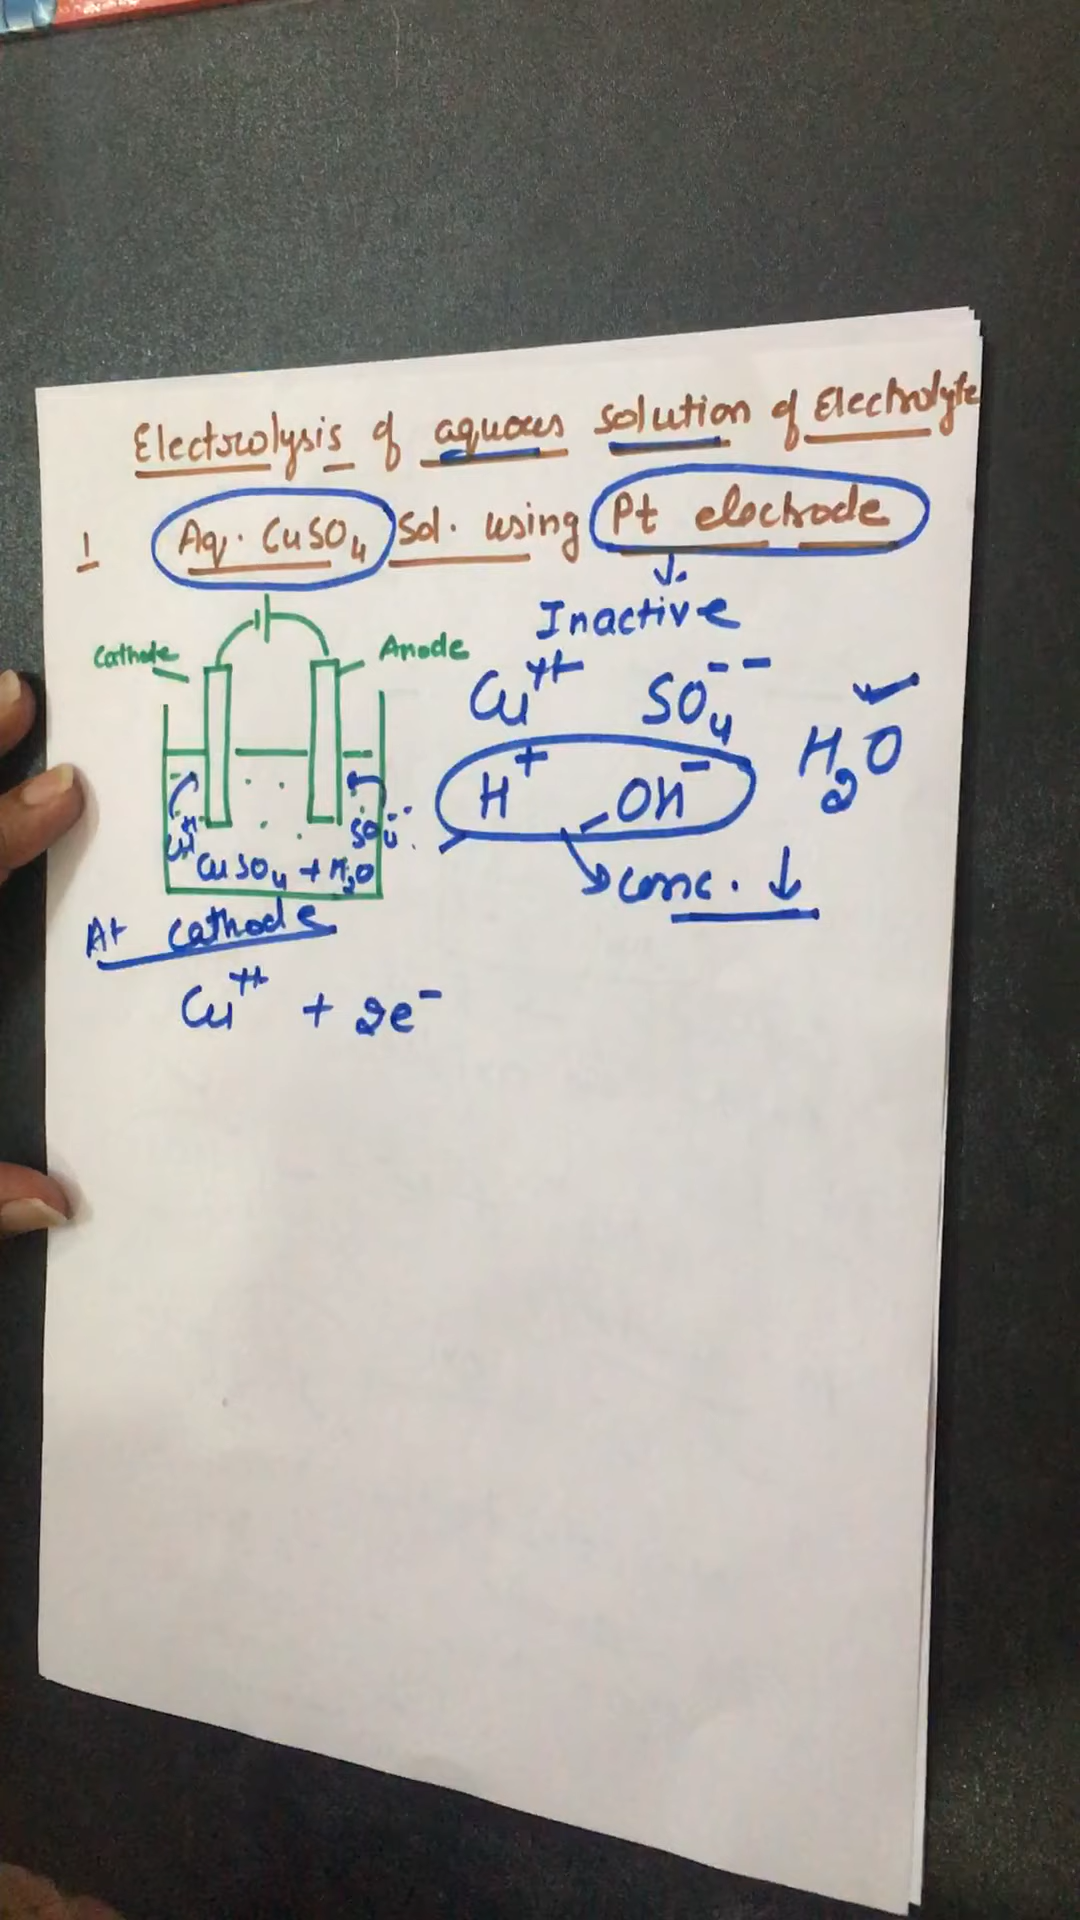 Electrolysis of aquous solution of Electrolyte
1 Aq. CuSO₄ Sol. using Pt electrode
↓
Inactive
Cathode Anode
Cu⁺⁺ SO₄⁻⁻
H⁺ OH⁻ H₂O
SO₄⁻⁻
CuSO₄ + H₂O
→ conc. ↓
At cathode
Cu⁺⁺ + 2e⁻